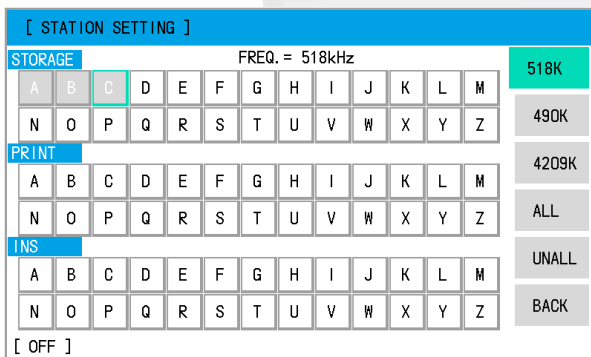 [ STATION SETTING ]
STORAGE FREQ. = 518kHz
A B C D E F G H I J K L M
N O P Q R S T U V W X Y Z
PRINT
A B C D E F G H I J K L M
N O P Q R S T U V W X Y Z
INS
A B C D E F G H I J K L M
N O P Q R S T U V W X Y Z
[ OFF ]
518K
490K
4209K
ALL
UNALL
BACK